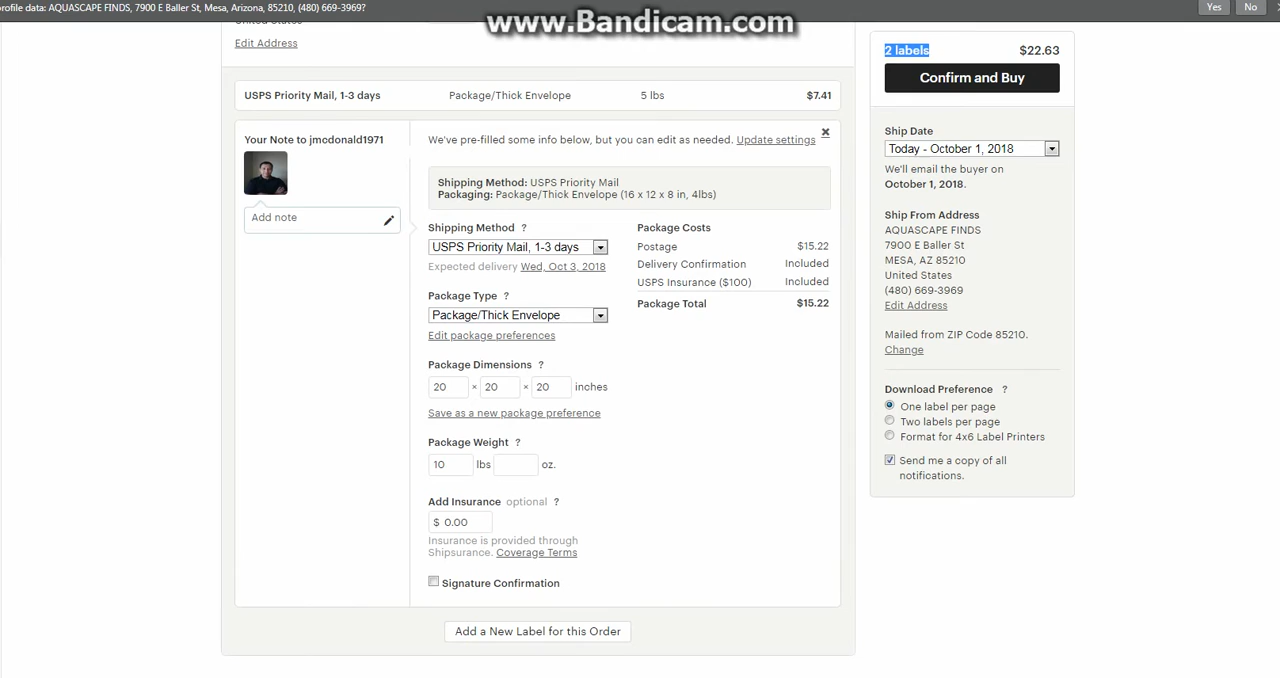 profile data: AQUASCAPE FINDS, 7900 E Baller St, Mesa, Arizona, 85210, (480) 669-3969?
Yes
No
www.Bandicam.com
United States
Edit Address
USPS Priority Mail, 1-3 days
Package/Thick Envelope
5 lbs
$7.41
Your Note to jmcdonald1971
Add note
We've pre-filled some info below, but you can edit as needed. Update settings
Shipping Method: USPS Priority Mail
Packaging: Package/Thick Envelope (16 x 12 x 8 in, 4lbs)
Shipping Method ?
USPS Priority Mail, 1-3 days
Expected delivery Wed, Oct 3, 2018
Package Type ?
Package/Thick Envelope
Edit package preferences
Package Dimensions ?
20 × 20 × 20 inches
Save as a new package preference
Package Weight ?
10 lbs oz.
Add Insurance optional ?
$ 0.00
Insurance is provided through
Shipsurance. Coverage Terms
Signature Confirmation
Package Costs
Postage $15.22
Delivery Confirmation Included
USPS Insurance ($100) Included
Package Total $15.22
Add a New Label for this Order
2 labels $22.63
Confirm and Buy
Ship Date
Today - October 1, 2018
We'll email the buyer on
October 1, 2018.
Ship From Address
AQUASCAPE FINDS
7900 E Baller St
MESA, AZ 85210
United States
(480) 669-3969
Edit Address
Mailed from ZIP Code 85210.
Change
Download Preference ?
One label per page
Two labels per page
Format for 4x6 Label Printers
Send me a copy of all
notifications.